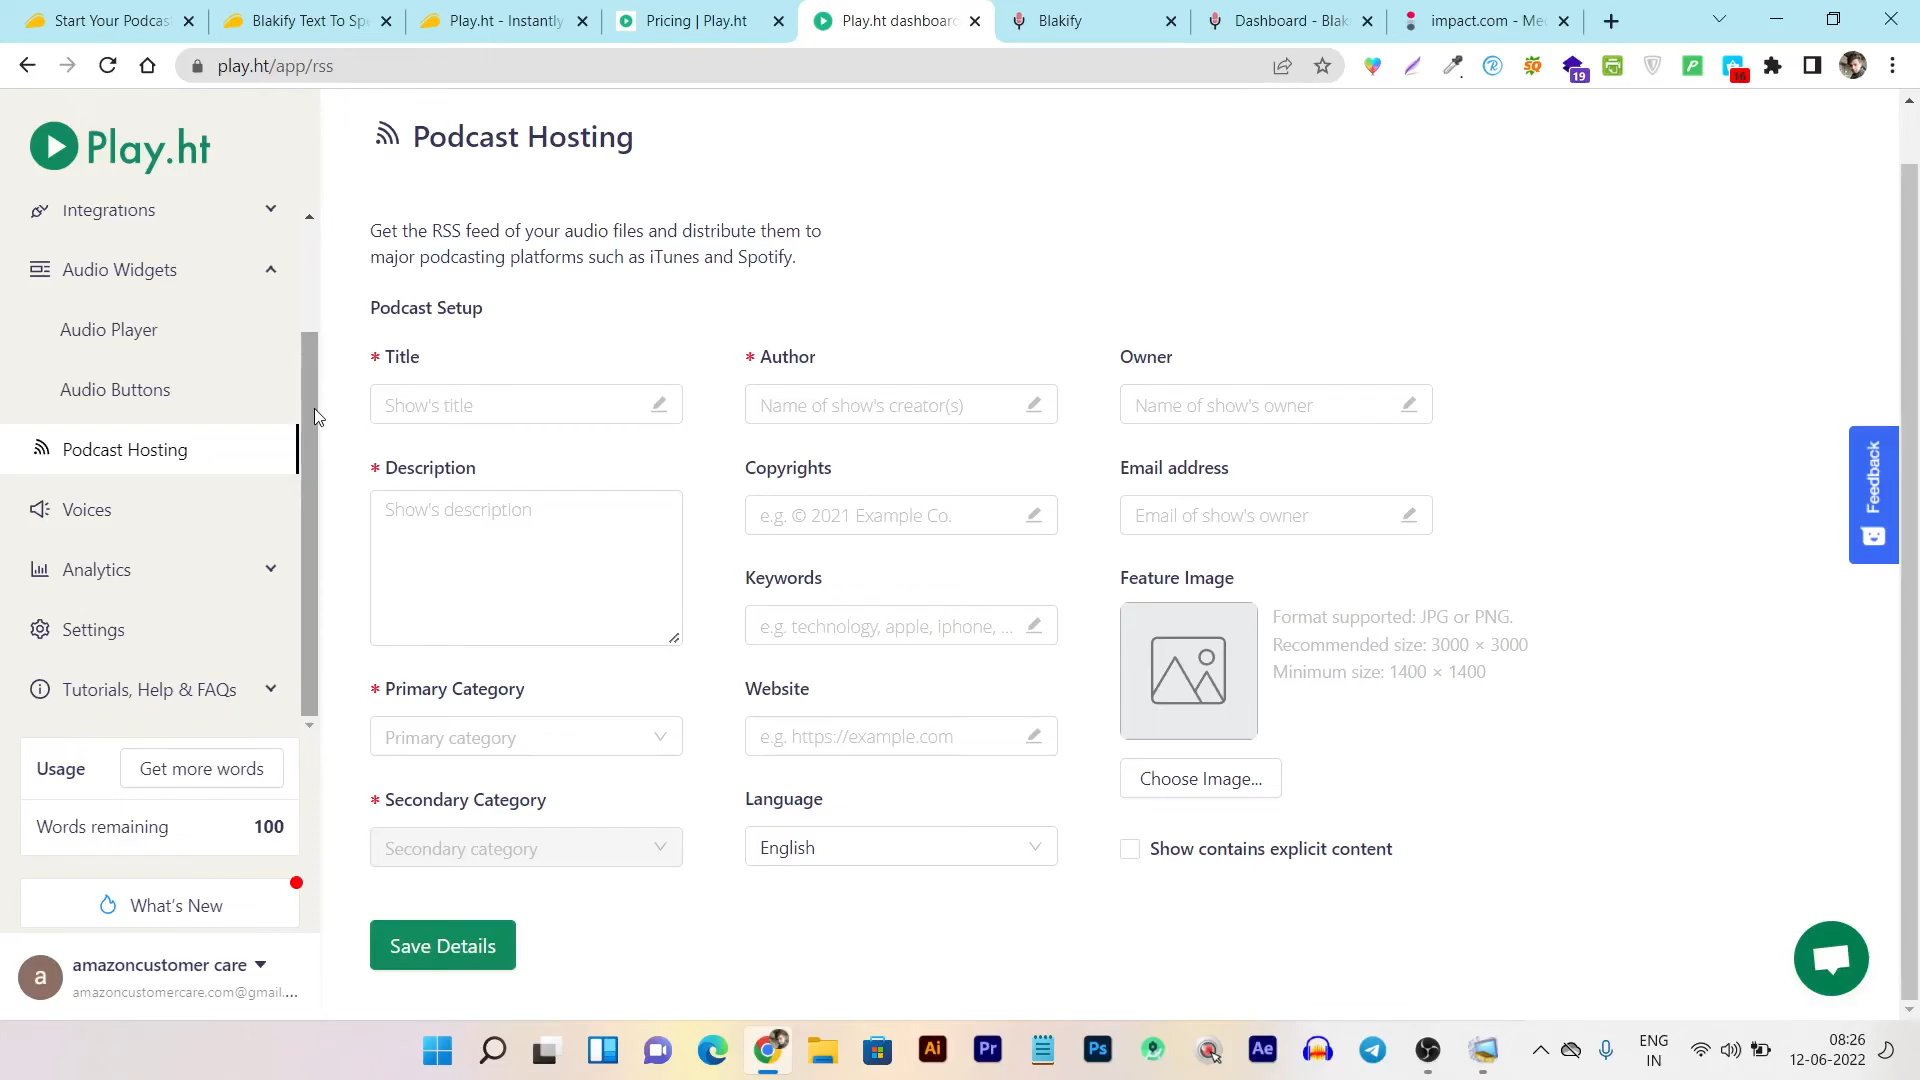 Start Your Podcas
Blakify Text To Sp
Play.ht - Instantly
Pricing | Play.ht
Play.ht dashboard
Blakify
Dashboard - Blak
impact.com - Me
play.ht/app/rss
19
16
Play.ht
Integrations
Audio Widgets
Audio Player
Audio Buttons
Podcast Hosting
Voices
Analytics
Settings
Tutorials, Help & FAQs
Usage
Get more words
Words remaining
100
What's New
a
amazoncustomer care
amazoncustomercare.com@gmail....
Podcast Hosting
Get the RSS feed of your audio files and distribute them to
major podcasting platforms such as iTunes and Spotify.
Podcast Setup
* Title
Show's title
* Description
Show's description
* Primary Category
Primary category
* Secondary Category
Secondary category
Save Details
* Author
Name of show's creator(s)
Copyrights
e.g. © 2021 Example Co.
Keywords
e.g. technology, apple, iphone, ...
Website
e.g. https://example.com
Language
English
Owner
Name of show's owner
Email address
Email of show's owner
Feature Image
Format supported: JPG or PNG.
Recommended size: 3000 × 3000
Minimum size: 1400 × 1400
Choose Image...
Show contains explicit content
Feedback
Ai
Pr
Ps
Ae
ENG
IN
08:26
12-06-2022